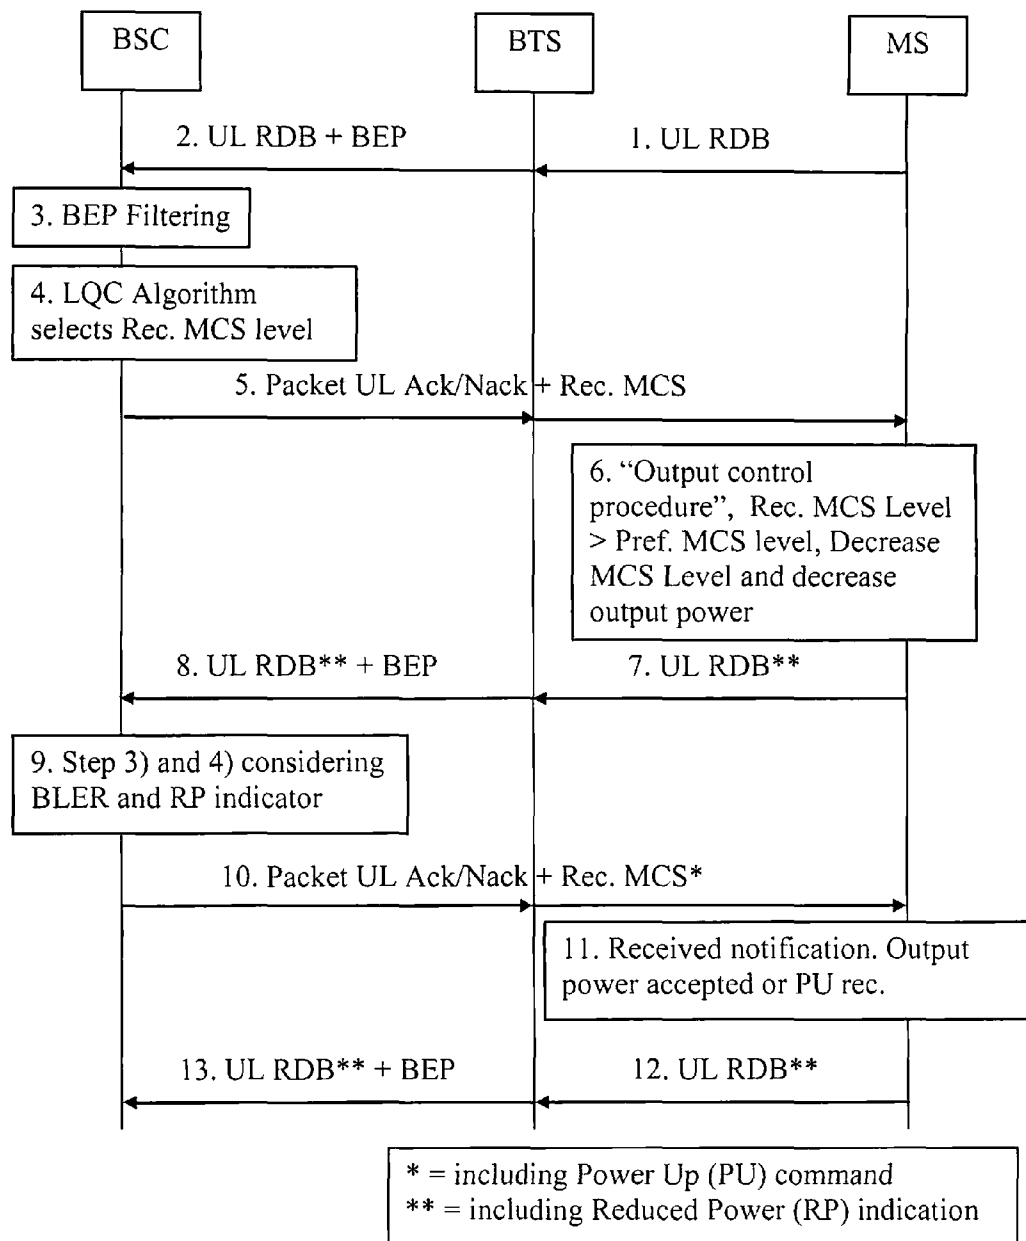 BSC
BTS
MS
2. UL RDB + BEP
1. UL RDB
3. BEP Filtering
4. LQC Algorithm
selects Rec. MCS level
5. Packet UL Ack/Nack + Rec. MCS
6. “Output control
procedure”, Rec. MCS Level
> Pref. MCS level, Decrease
MCS Level and decrease
output power
8. UL RDB** + BEP
7. UL RDB**
9. Step 3) and 4) considering
BLER and RP indicator
10. Packet UL Ack/Nack + Rec. MCS*
11. Received notification. Output
power accepted or PU rec.
13. UL RDB** + BEP
12. UL RDB**
* = including Power Up (PU) command
** = including Reduced Power (RP) indication